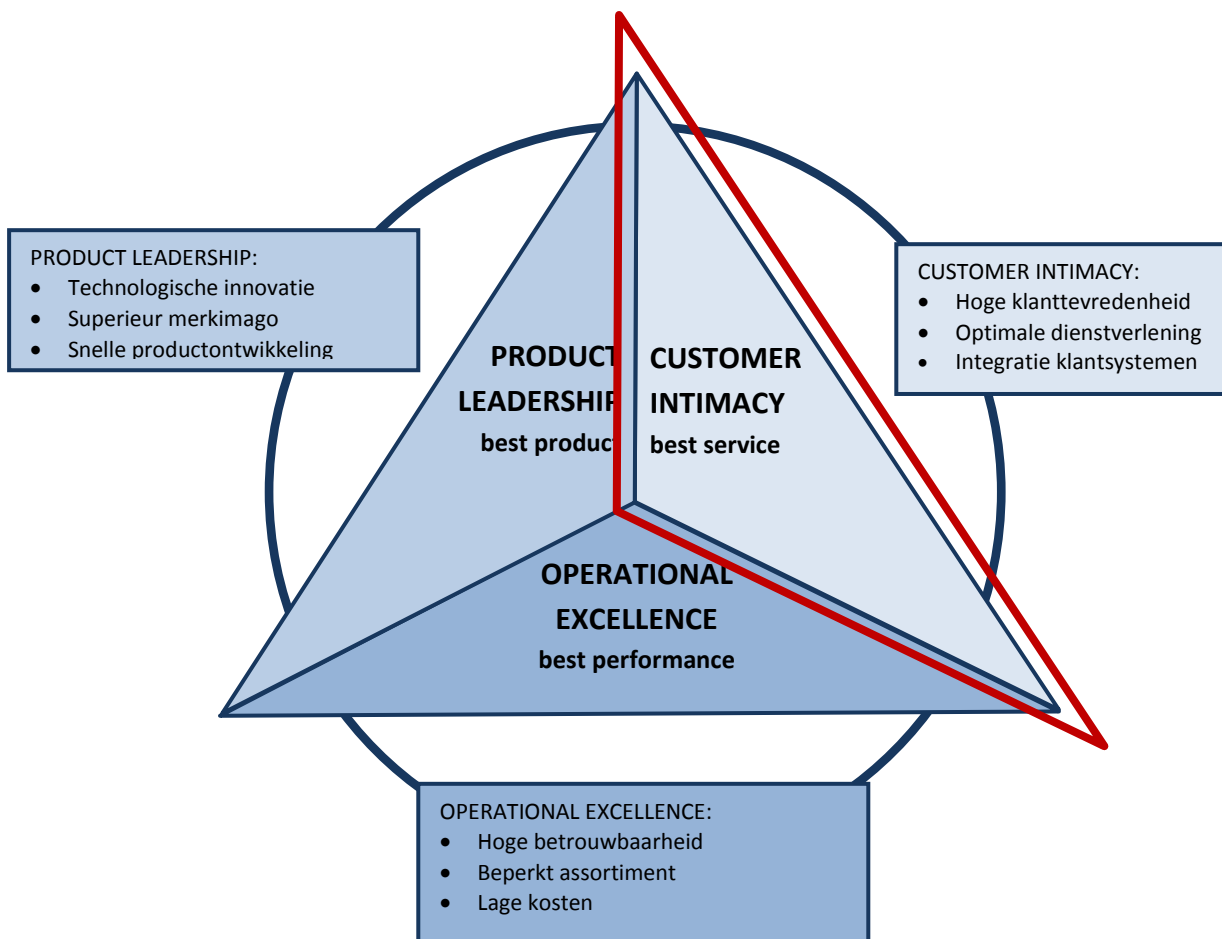 PRODUCT LEADERSHIP:
• Technologische innovatie
• Superieur merkimago
• Snelle productontwikkeling
CUSTOMER INTIMACY:
• Hoge klanttevredenheid
• Optimale dienstverlening
• Integratie klantsystemen
PRODUCT
LEADERSHIP
best product
CUSTOMER
INTIMACY
best service
OPERATIONAL
EXCELLENCE
best performance
OPERATIONAL EXCELLENCE:
• Hoge betrouwbaarheid
• Beperkt assortiment
• Lage kosten